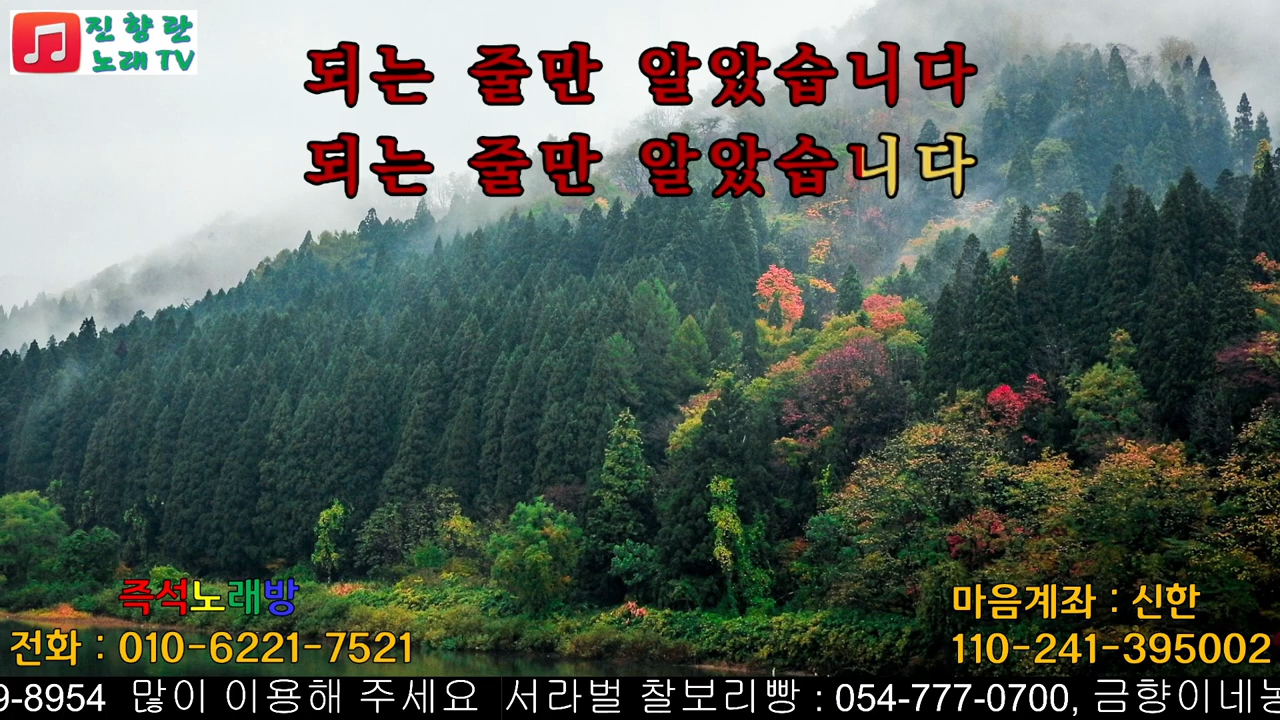 진향란
노래TV
되는 줄만 알았습니다
되는 줄만 알았습니다
즉석노래방
전화 : 010-6221-7521
마음계좌 : 신한
110-241-395002
9-8954 많이 이용해 주세요 서라벌 찰보리빵 : 054-777-0700, 금향이네농